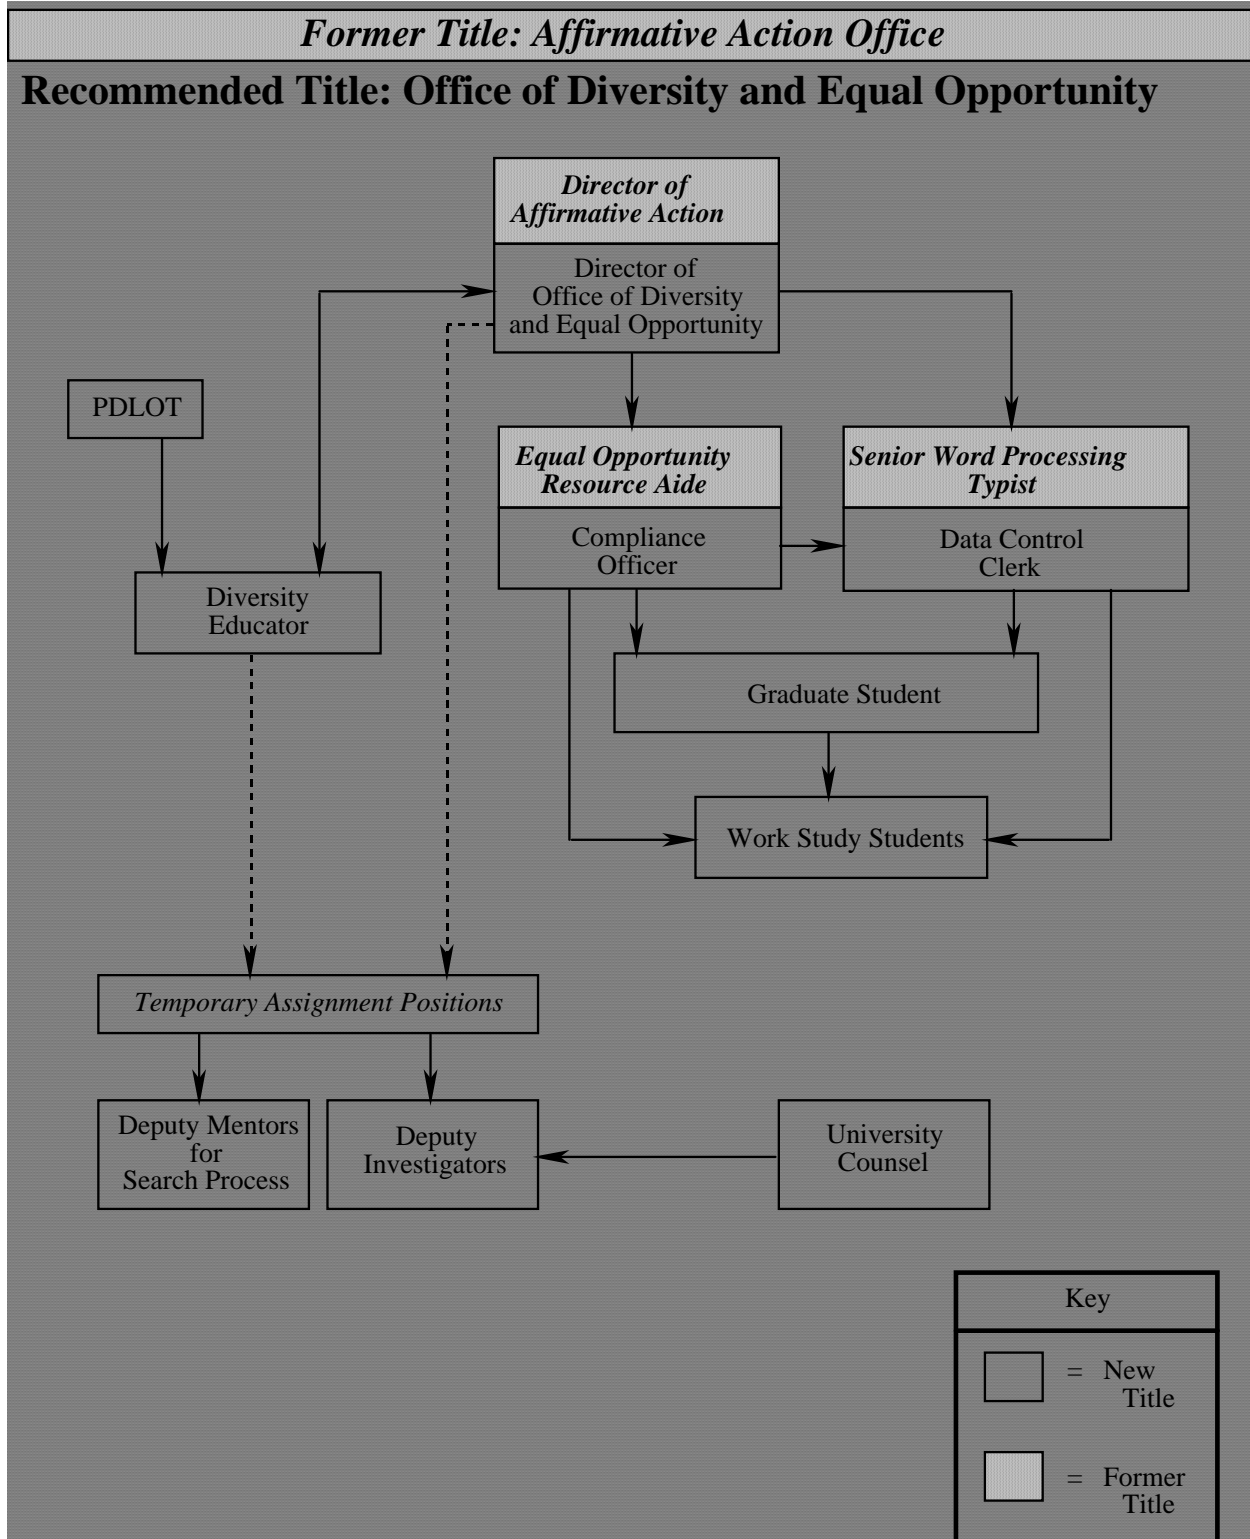 Former Title: Affirmative Action Office
Recommended Title: Office of Diversity and Equal Opportunity
Director of
Affirmative Action
Director of
Office of Diversity
and Equal Opportunity
PDLOT
Equal Opportunity
Resource Aide
Compliance
Officer
Senior Word Processing
Typist
Data Control
Clerk
Diversity
Educator
Graduate Student
Work Study Students
Temporary Assignment Positions
Deputy Mentors
for
Search Process
Deputy
Investigators
University
Counsel
Key
= New
Title
= Former
Title